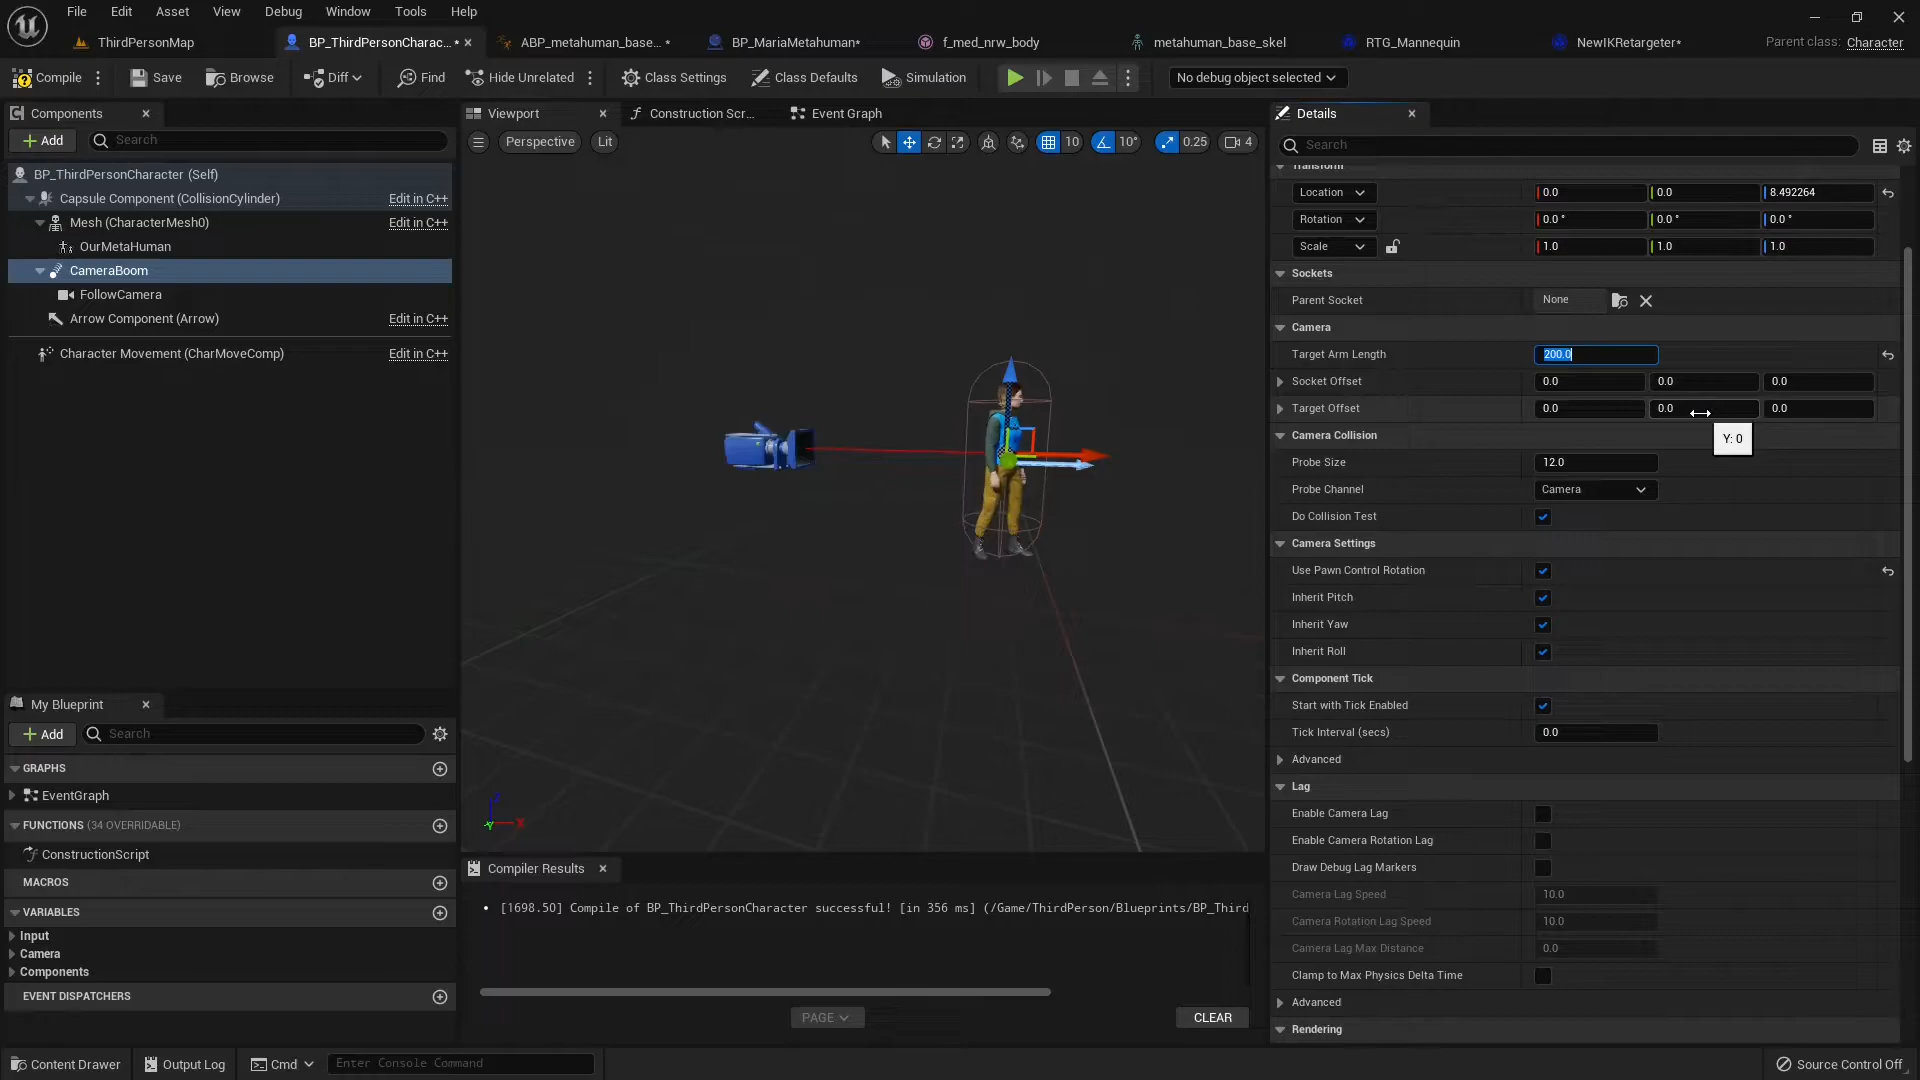 File Edit Asset View Debug Window Tools Help
ThirdPersonMap BP_ThirdPersonCharac... * ABP_metahuman_base... * BP_MariaMetahuman* f_med_nrw_body metahuman_base_skel RTG_Mannequin NewIKRetargeter* Parent class: Character
Compile Save Browse Diff Find Hide Unrelated Class Settings Class Defaults Simulation No debug object selected
Components
Add Search
BP_ThirdPersonCharacter (Self)
Capsule Component (CollisionCylinder) Edit in C++
Mesh (CharacterMesh0) Edit in C++
OurMetaHuman
CameraBoom
FollowCamera
Arrow Component (Arrow) Edit in C++
Character Movement (CharMoveComp) Edit in C++
My Blueprint
Add Search
GRAPHS
EventGraph
FUNCTIONS (34 OVERRIDABLE)
ConstructionScript
MACROS
VARIABLES
Input
Camera
Components
EVENT DISPATCHERS
Viewport Construction Scr... Event Graph
Perspective Lit 10 10° 0.25 4
Z
Y X
Compiler Results
[1698.50] Compile of BP_ThirdPersonCharacter successful! [in 356 ms] (/Game/ThirdPerson/Blueprints/BP_Third
PAGE CLEAR
Details
Search
Transform
Location 0.0 0.0 8.492264
Rotation 0.0 ° 0.0 ° 0.0 °
Scale 1.0 1.0 1.0
Sockets
Parent Socket None
Camera
Target Arm Length 200.0
Socket Offset 0.0 0.0 0.0
Target Offset 0.0 0.0 0.0
Y: 0
Camera Collision
Probe Size 12.0
Probe Channel Camera
Do Collision Test
Camera Settings
Use Pawn Control Rotation
Inherit Pitch
Inherit Yaw
Inherit Roll
Component Tick
Start with Tick Enabled
Tick Interval (secs) 0.0
Advanced
Lag
Enable Camera Lag
Enable Camera Rotation Lag
Draw Debug Lag Markers
Camera Lag Speed 10.0
Camera Rotation Lag Speed 10.0
Camera Lag Max Distance 0.0
Clamp to Max Physics Delta Time
Advanced
Rendering
Content Drawer Output Log Cmd Enter Console Command Source Control Off